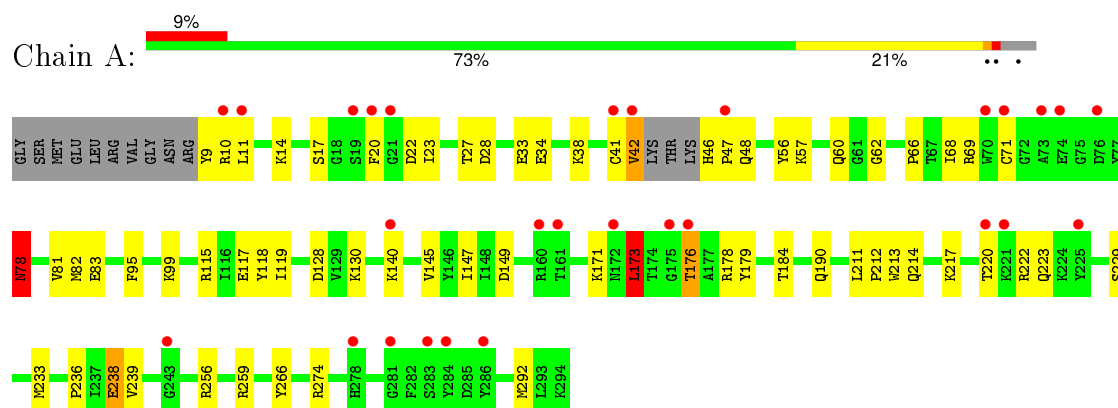 9%
Chain A:
73%
21%
GLY SER MET GLU LEU ARG VAL GLY ASN ARG Y9 R10 L11 K14 S17 G18 S19 F20 G21 D22 I23 T27 D28 E33 E34 K38 C41 V42 LYS THR LYS H46 P47 Q48 Y56 K57 Q60 G61 G62 P66 T67 I68 R69 W70 C71 G72 A73 E74 G75 D76 Y77
N78 V81 M82 E83 F95 K99 R115 I116 E117 Y118 I119 D128 V129 K130 K140 V145 Y146 I147 I148 D149 R160 T161 K171 N172 L173 T174 G175 T176 A177 R178 Y179 T184 Q190 L211 P212 W213 Q214 K217 T220 K221 R222 Q223 K224 Y225
M233 P236 I237 E238 V239 G243 R256 R259 Y266 R274 H278 G281 F282 S283 Y284 D285 Y286 M292 L293 K294